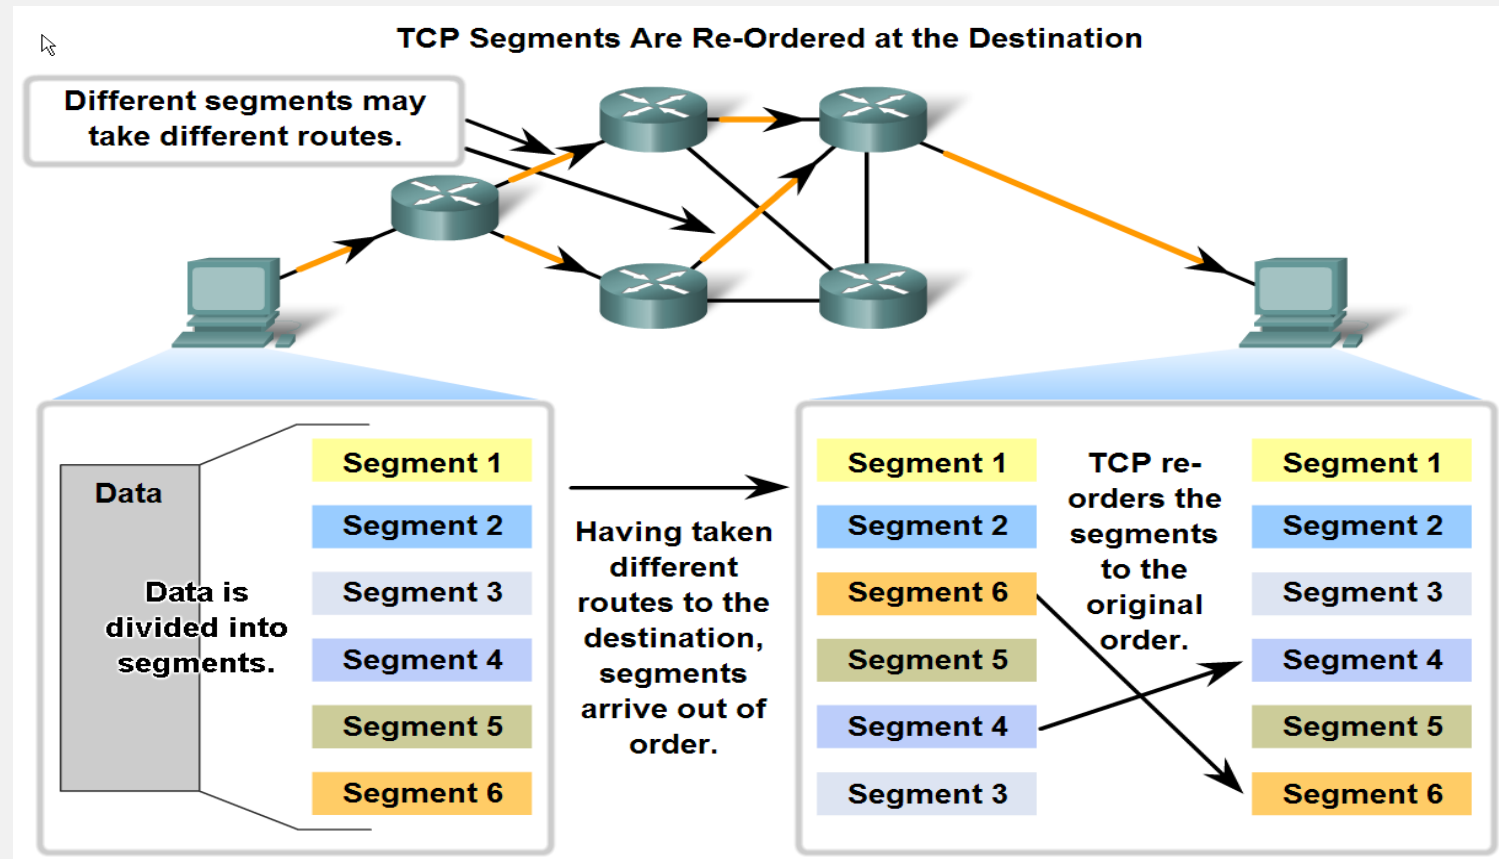 TCP Segments Are Re-Ordered at the Destination
Different segments may
take different routes.
Data
Data is
divided into
segments.
Segment 1
Segment 2
Segment 3
Segment 4
Segment 5
Segment 6
Having taken
different
routes to the
destination,
segments
arrive out of
order.
Segment 1
Segment 2
Segment 6
Segment 5
Segment 4
Segment 3
TCP re-
orders the
segments
to the
original
order.
Segment 1
Segment 2
Segment 3
Segment 4
Segment 5
Segment 6